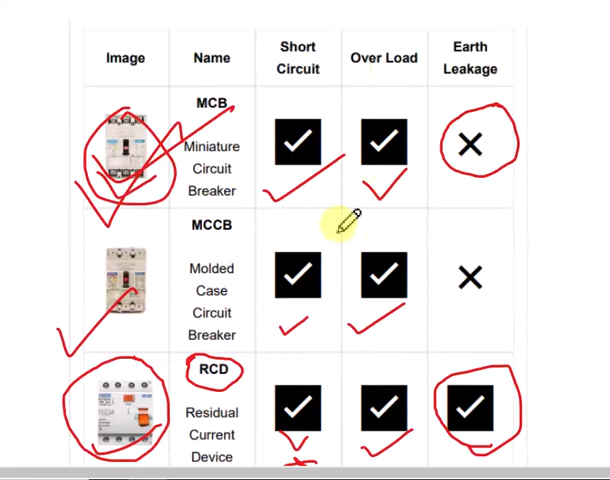 Image
Name
Short
Circuit
Over Load
Earth
Leakage
MCB
Miniature
Circuit
Breaker
MCCB
Molded
Case
Circuit
Breaker
RCD
Residual
Current
Device